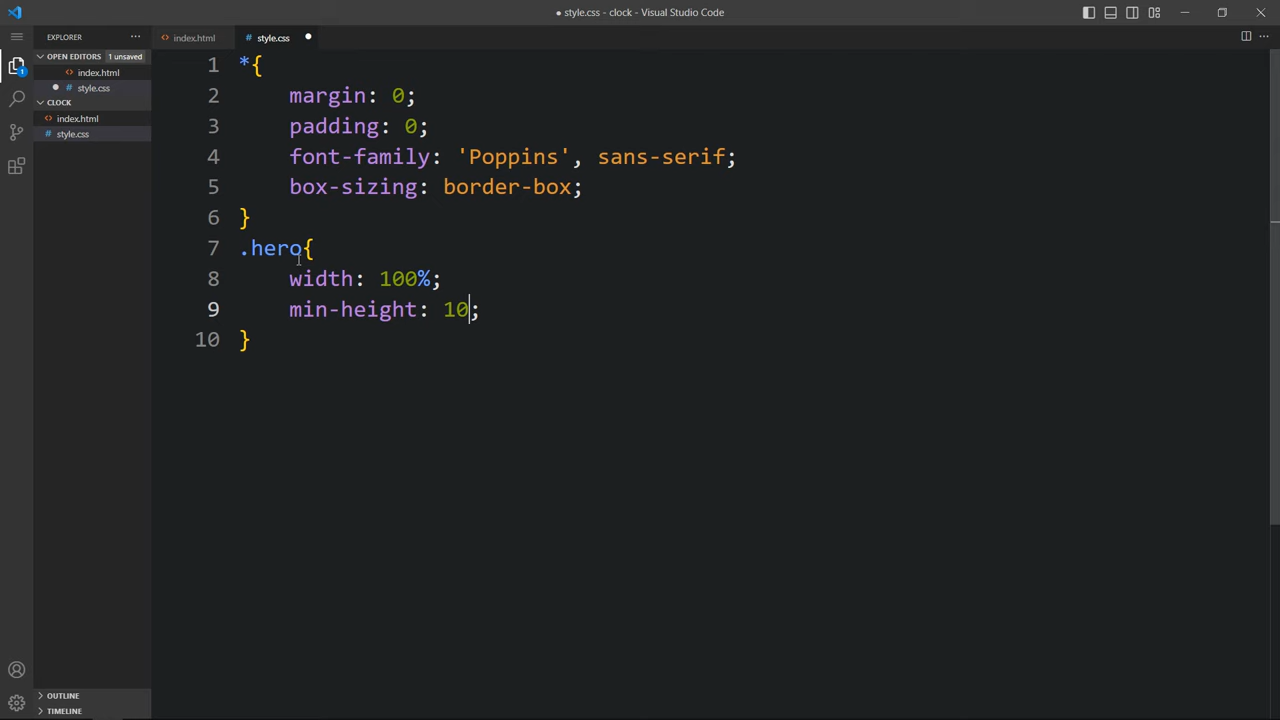 ● style.css - clock - Visual Studio Code
EXPLORER ···
index.html
style.css ●
OPEN EDITORS 1 unsaved
index.html
● # style.css
CLOCK
index.html
# style.css
1
1 *{
2 margin: 0;
3 padding: 0;
4 font-family: 'Poppins', sans-serif;
5 box-sizing: border-box;
6 }
7 .hero{
8 width: 100%;
9 min-height: 10;
10 }
OUTLINE
TIMELINE